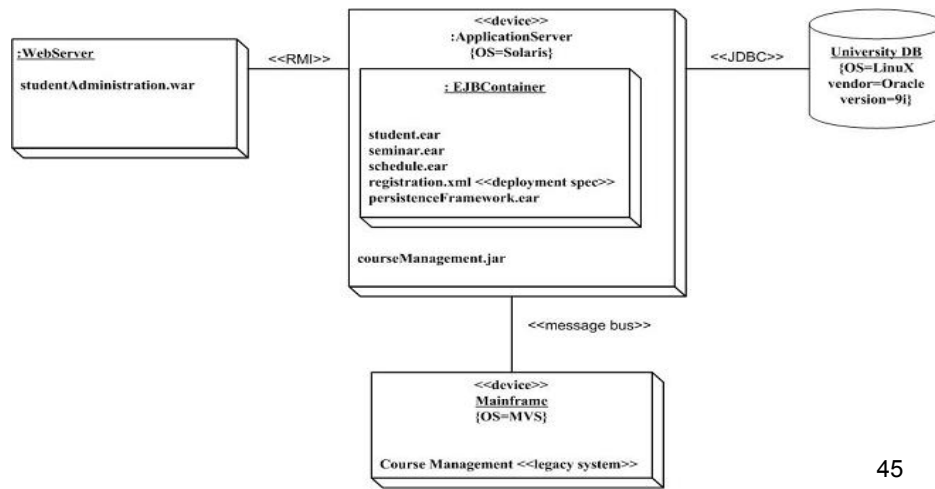 :WebServer
studentAdministration.war
<<RMI>>
<<device>>
:ApplicationServer
{OS=Solaris}
: EJBContainer
student.ear
seminar.ear
schedule.ear
registration.xml <<deployment spec>>
persistenceFramework.ear
courseManagement.jar
<<JDBC>>
University DB
{OS=LinuX
vendor=Oracle
version=9i}
<<message bus>>
<<device>>
Mainframe
{OS=MVS}
Course Management <<legacy system>>
45